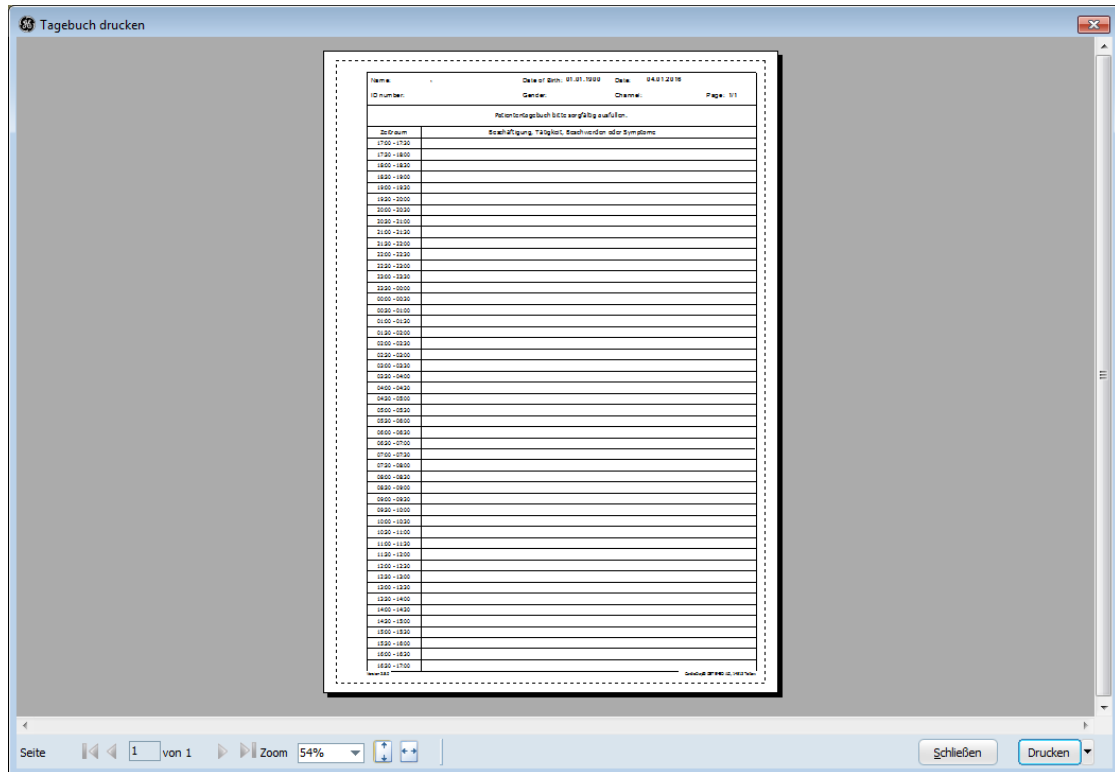 Tagebuch drucken
Name: , Date of Birth: 01.01.1900 Date: 04.01.2016
ID number: Gender: Channel: Page: 1/1
Patiententagebuch bitte sorgfältig ausfüllen.
Zeitraum Beschäftigung, Tätigkeit, Beschwerden oder Symptome
17:00 - 17:30
17:30 - 18:00
18:00 - 18:30
18:30 - 19:00
19:00 - 19:30
19:30 - 20:00
20:00 - 20:30
20:30 - 21:00
21:00 - 21:30
21:30 - 22:00
22:00 - 22:30
22:30 - 23:00
23:00 - 23:30
23:30 - 00:00
00:00 - 00:30
00:30 - 01:00
01:00 - 01:30
01:30 - 02:00
02:00 - 02:30
02:30 - 03:00
03:00 - 03:30
03:30 - 04:00
04:00 - 04:30
04:30 - 05:00
05:00 - 05:30
05:30 - 06:00
06:00 - 06:30
06:30 - 07:00
07:00 - 07:30
07:30 - 08:00
08:00 - 08:30
08:30 - 09:00
09:00 - 09:30
09:30 - 10:00
10:00 - 10:30
10:30 - 11:00
11:00 - 11:30
11:30 - 12:00
12:00 - 12:30
12:30 - 13:00
13:00 - 13:30
13:30 - 14:00
14:00 - 14:30
14:30 - 15:00
15:00 - 15:30
15:30 - 16:00
16:00 - 16:30
16:30 - 17:00
Version
Seite 1 von 1 Zoom 54% Schließen Drucken